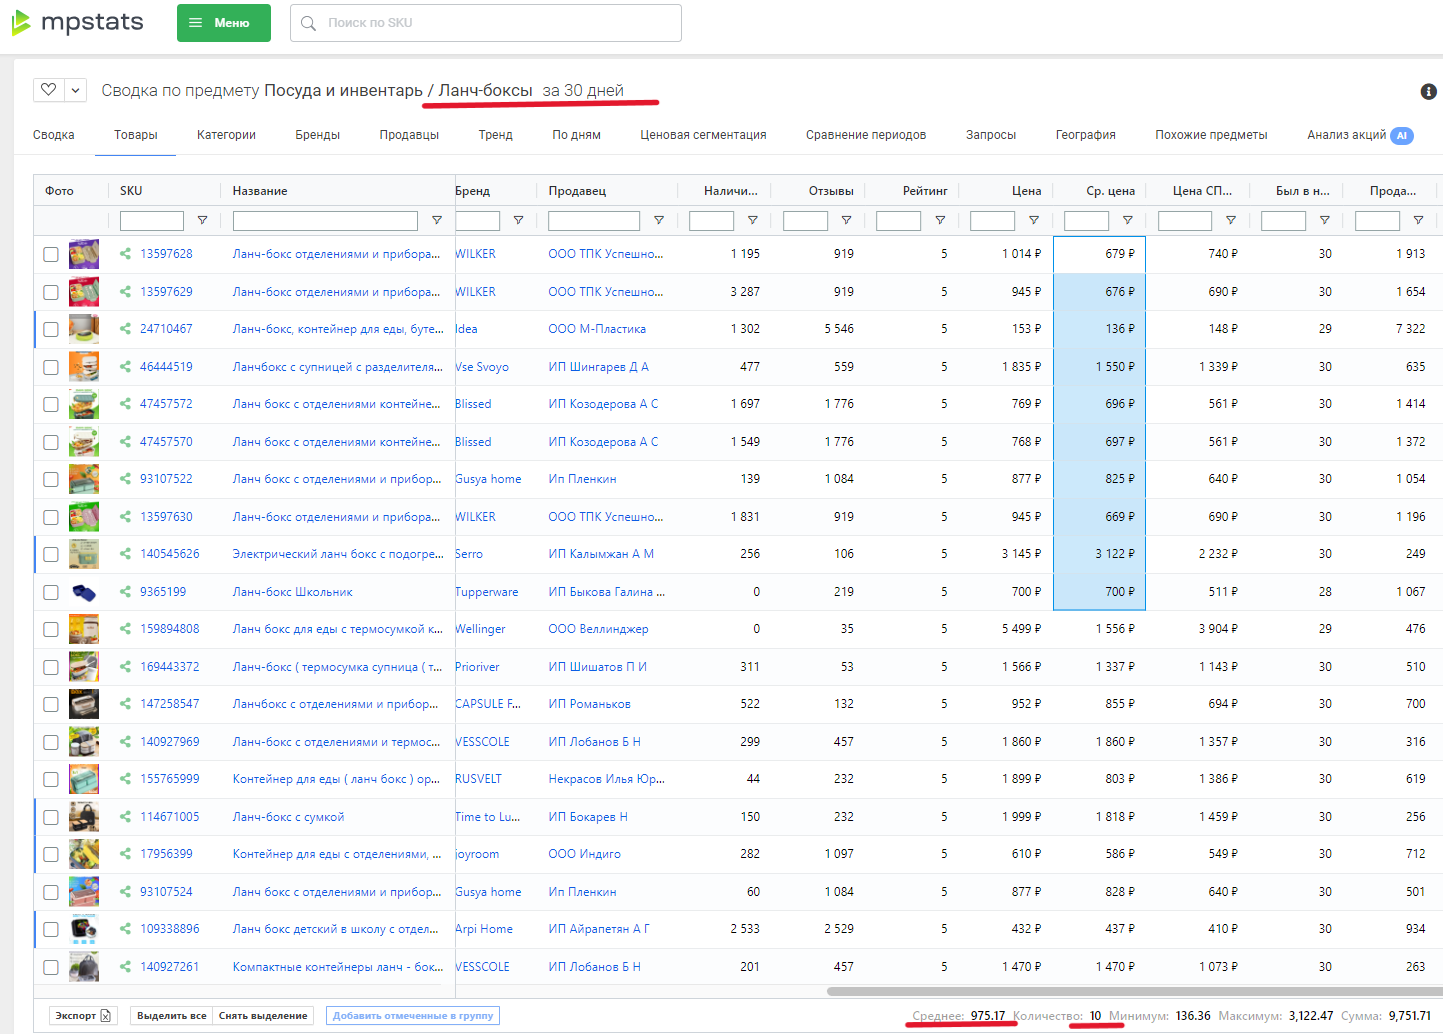 mpstats
Меню
Поиск по SKU
Сводка по предмету Посуда и инвентарь / Ланч-боксы за 30 дней
Сводка Товары Категории Бренды Продавцы Тренд По дням Ценовая сегментация Сравнение периодов Запросы География Похожие предметы Анализ акций AI
Фото SKU Название Бренд Продавец Наличи... Отзывы Рейтинг Цена Ср. цена Цена СП... Был в н... Прода...
13597628 Ланч-бокс отделениями и прибора... WILKER ООО ТПК Успешно... 1 195 919 5 1 014 ₽ 679 ₽ 740 ₽ 30 1 913
13597629 Ланч-бокс отделениями и прибора... WILKER ООО ТПК Успешно... 3 287 919 5 945 ₽ 676 ₽ 690 ₽ 30 1 654
24710467 Ланч-бокс, контейнер для еды, буте... Idea ООО М-Пластика 1 302 5 546 5 153 ₽ 136 ₽ 148 ₽ 29 7 322
46444519 Ланчбокс с супницей с разделителя... Vse Svoyo ИП Шингарев Д А 477 559 5 1 835 ₽ 1 550 ₽ 1 339 ₽ 30 635
47457572 Ланч бокс с отделениями контейне... Blissed ИП Козодерова А С 1 697 1 776 5 769 ₽ 696 ₽ 561 ₽ 30 1 414
47457570 Ланч бокс с отделениями контейне... Blissed ИП Козодерова А С 1 549 1 776 5 768 ₽ 697 ₽ 561 ₽ 30 1 372
93107522 Ланч бокс с отделениями и прибор... Gusya home Ип Пленкин 139 1 084 5 877 ₽ 825 ₽ 640 ₽ 30 1 054
13597630 Ланч-бокс отделениями и прибора... WILKER ООО ТПК Успешно... 1 831 919 5 945 ₽ 669 ₽ 690 ₽ 30 1 196
140545626 Электрический ланч бокс с подогре... Serro ИП Калымжан А М 256 106 5 3 145 ₽ 3 122 ₽ 2 232 ₽ 30 249
9365199 Ланч-бокс Школьник Tupperware ИП Быкова Галина ... 0 219 5 700 ₽ 700 ₽ 511 ₽ 28 1 067
159894808 Ланч бокс для еды с термосумкой к... Wellinger ООО Веллинджер 0 35 5 5 499 ₽ 1 556 ₽ 3 904 ₽ 29 476
169443372 Ланч-бокс ( термосумка супница ( т... Prioriver ИП Шишатов П И 311 53 5 1 566 ₽ 1 337 ₽ 1 143 ₽ 30 510
147258547 Ланчбокс с отделениями и прибор... CAPSULE F... ИП Романьков 522 132 5 952 ₽ 855 ₽ 694 ₽ 30 700
140927969 Ланч-бокс с отделениями и термос... VESSCOLE ИП Лобанов Б Н 299 457 5 1 860 ₽ 1 860 ₽ 1 357 ₽ 30 316
155765999 Контейнер для еды ( ланч бокс ) ор... RUSVELT Некрасов Илья Юр... 44 232 5 1 899 ₽ 803 ₽ 1 386 ₽ 30 619
114671005 Ланч-бокс с сумкой Time to Lu... ИП Бокарев Н 150 232 5 1 999 ₽ 1 818 ₽ 1 459 ₽ 30 256
17956399 Контейнер для еды с отделениями, ... joyroom ООО Индиго 282 1 097 5 610 ₽ 586 ₽ 549 ₽ 30 712
93107524 Ланч бокс с отделениями и прибор... Gusya home Ип Пленкин 60 1 084 5 877 ₽ 828 ₽ 640 ₽ 30 501
109338896 Ланч бокс детский в школу с отдел... Arpi Home ИП Айрапетян А Г 2 533 2 529 5 432 ₽ 437 ₽ 410 ₽ 30 934
140927261 Компактные контейнеры ланч - бок... VESSCOLE ИП Лобанов Б Н 201 457 5 1 470 ₽ 1 470 ₽ 1 073 ₽ 30 263
Экспорт Выделить все Снять выделение Добавить отмеченные в группу Среднее: 975.17 Количество: 10 Минимум: 136.36 Максимум: 3,122.47 Сумма: 9,751.71